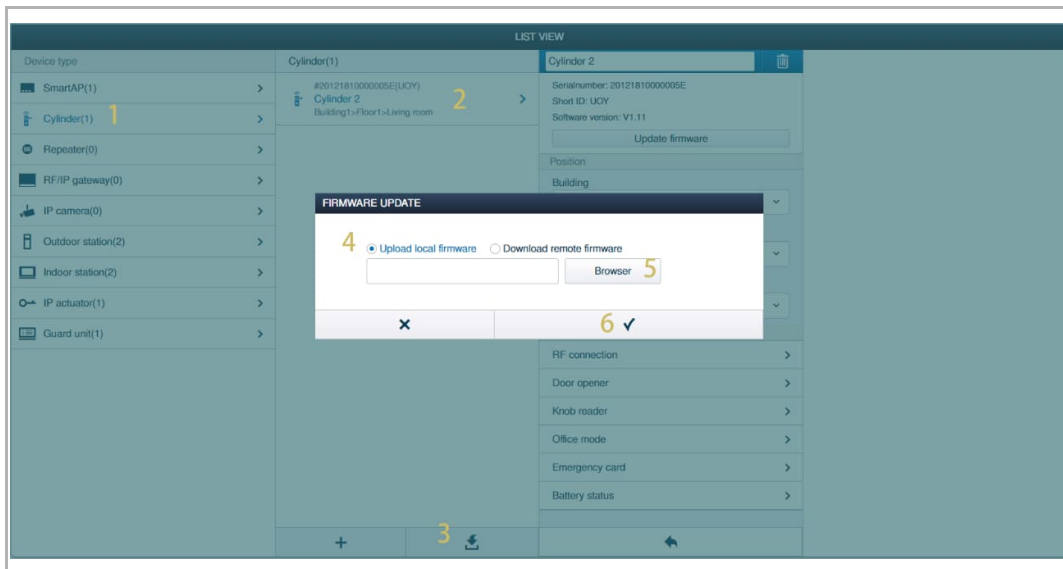 LIST VIEW
Device type
SmartAP(1)
Cylinder(1)
1
Repeater(0)
RF/IP gateway(0)
IP camera(0)
Outdoor station(2)
Indoor station(2)
IP actuator(1)
Guard unit(1)
Cylinder(1)
#20121810000005E(UOY)
Cylinder 2
Building1>Floor1>Living room
2
3
Cylinder 2
Serialnumber: 20121810000005E
Short ID: UOY
Software version: V1.11
Update firmware
Position
Building
FIRMWARE UPDATE
4
Upload local firmware
Download remote firmware
Browser
5
6
RF connection
Door opener
Knob reader
Office mode
Emergency card
Battery status